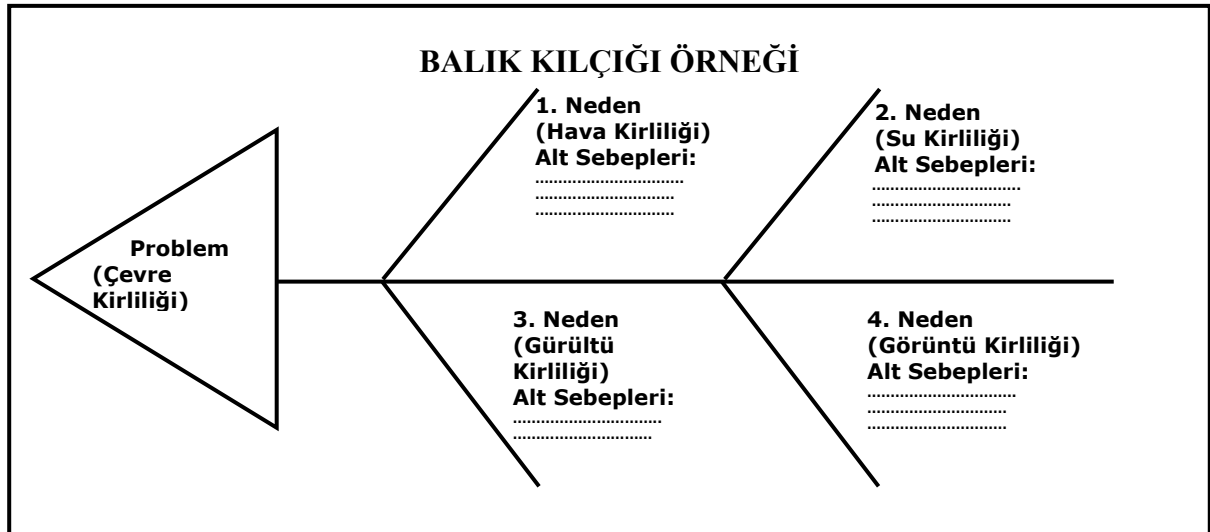 BALIK KILÇIĞI ÖRNEĞİ
1. Neden
(Hava Kirliliği)
Alt Sebepleri:
................................
..............................
..............................
2. Neden
(Su Kirliliği)
Alt Sebepleri:
................................
..............................
..............................
Problem
(Çevre
Kirliliği)
3. Neden
(Gürültü
Kirliliği)
Alt Sebepleri:
................................
..............................
4. Neden
(Görüntü Kirliliği)
Alt Sebepleri:
................................
..............................
..............................